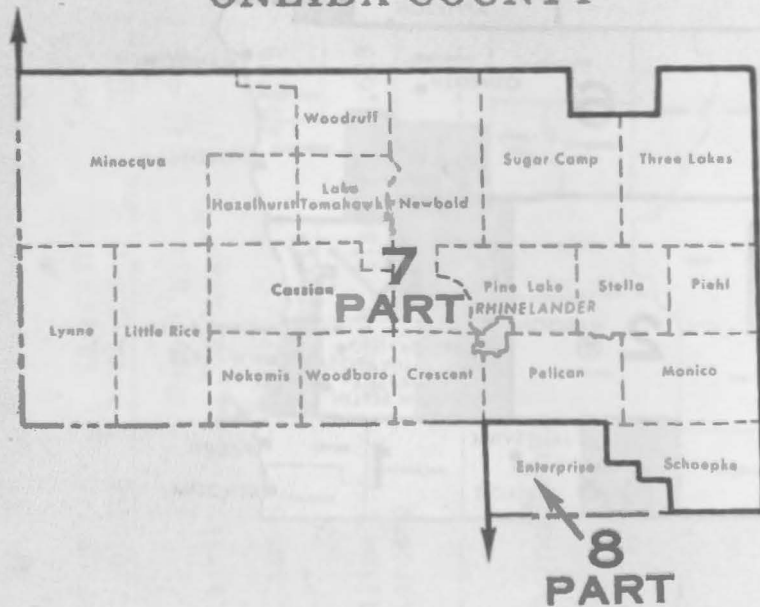 ONEIDA COUNTY
Woodruff
Minocqua
Sugar Camp
Three Lakes
Hazelhurst
Lake
Tomahawk
Newbold
7
PART
Cassian
Pine Lake
Stella
Piehl
RHINELANDER
Lynne
Little Rice
Nokomis
Woodboro
Crescent
Pelican
Monico
Enterprise
Schoepke
8
PART